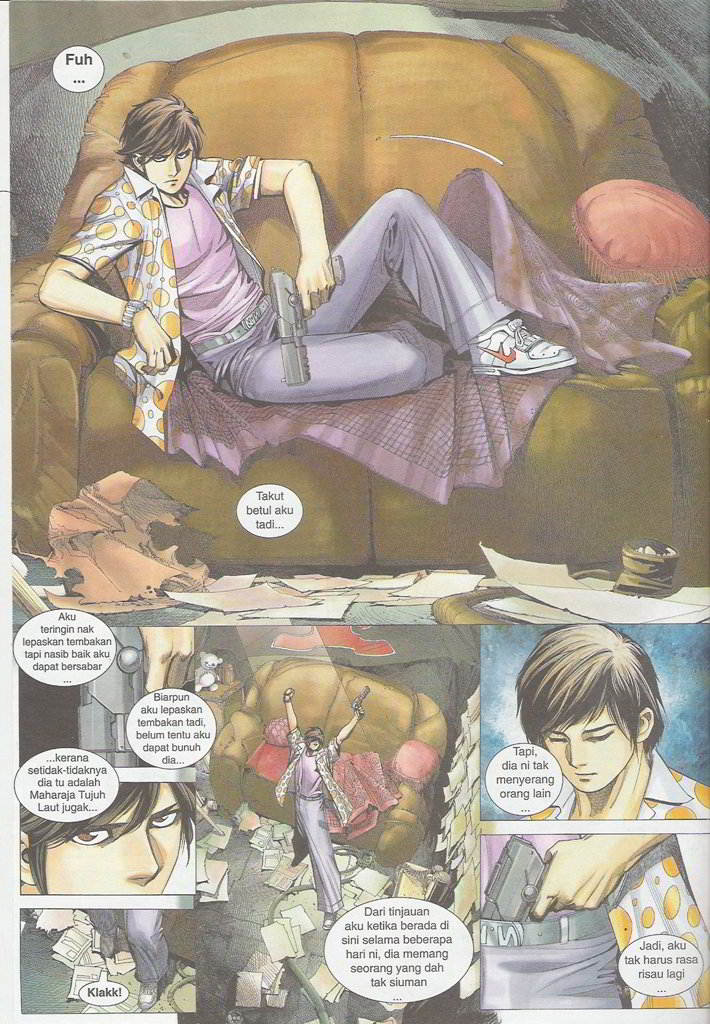 Fuh
...
Takut
betul aku
tadi...
Aku
teringin nak
lepaskan tembakan
tapi nasib baik aku
dapat bersabar
...
Biarpun
aku lepaskan
tembakan tadi,
belum tentu aku
dapat bunuh
dia...
...kerana
setidak-tidaknya
dia tu adalah
Maharaja Tujuh
Laut jugak...
Klakk!
Dari tinjauan
aku ketika berada di
sini selama beberapa
hari ni, dia memang
seorang yang dah
tak siuman
...
Tapi,
dia ni tak
menyerang
orang lain
...
Jadi, aku
tak harus rasa
risau lagi
...